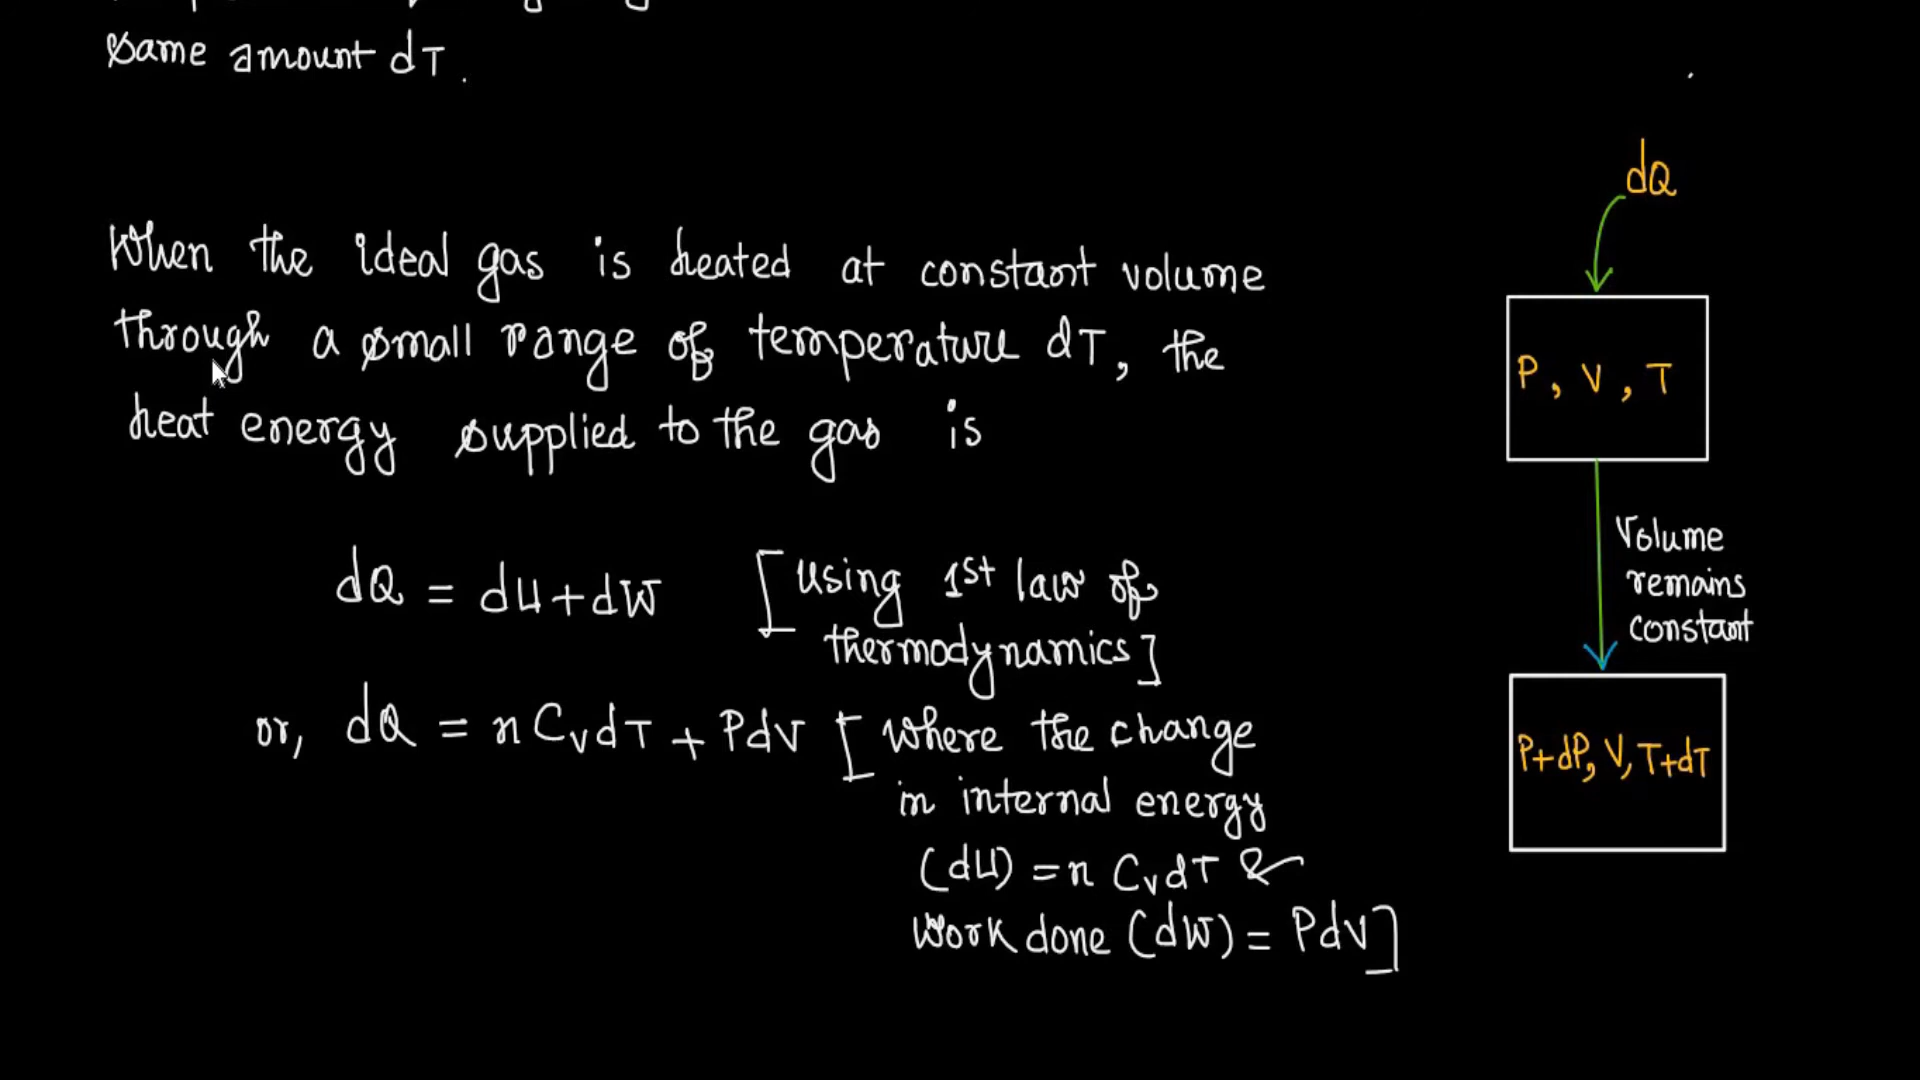 same amount dT.
When the ideal gas is heated at constant volume
through a small range of temperature dT, the
heat energy supplied to the gas is
dQ = dU+dW [using 1st law of
thermodynamics]
or, dQ = nCvdT + PdV [where the change
in internal energy
(dU) = n CvdT &
work done (dW) = PdV]
dQ
P, V, T
Volume
remains
constant
P+dP, V, T+dT